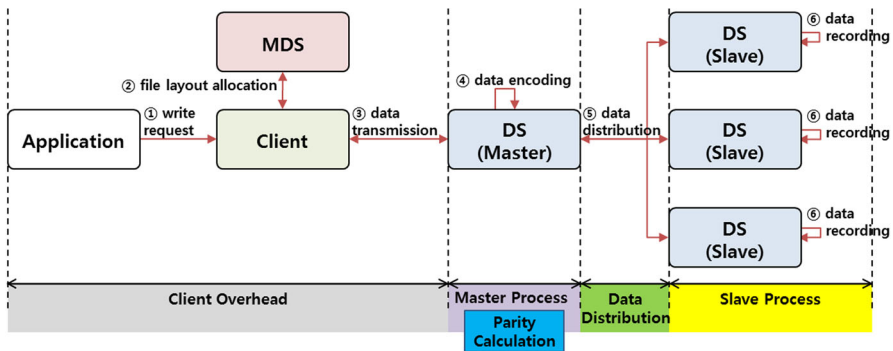 MDS
② file layout allocation
① write
request
Application
Client
③ data
transmission
④ data encoding
DS
(Master)
⑤ data
distribution
DS
(Slave)
⑥ data
recording
DS
(Slave)
⑥ data
recording
DS
(Slave)
⑥ data
recording
Client Overhead
Master Process
Parity
Calculation
Data
Distribution
Slave Process